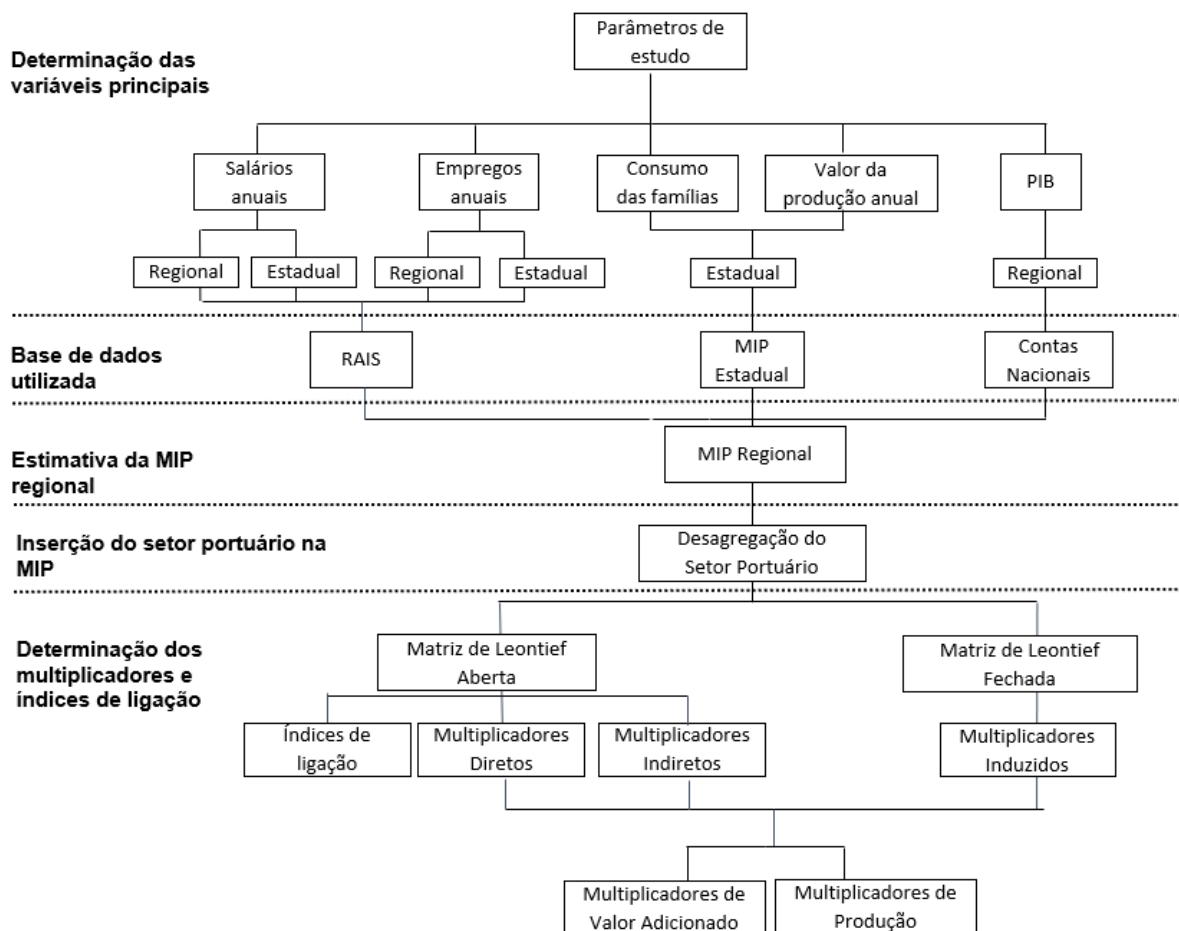 Parâmetros de
estudo
Determinação das
variáveis principais
Salários
anuais
Empregos
anuais
Consumo
das famílias
Valor da
produção anual
PIB
Regional
Estadual
Regional
Estadual
Estadual
Regional
Base de dados
utilizada
RAIS
MIP
Estadual
Contas
Nacionais
Estimativa da MIP
regional
MIP Regional
Inserção do setor portuário na
MIP
Desagregação do
Setor Portuário
Determinação dos
multiplicadores e
índices de ligação
Matriz de Leontief
Aberta
Matriz de Leontief
Fechada
Índices de
ligação
Multiplicadores
Diretos
Multiplicadores
Indiretos
Multiplicadores
Induzidos
Multiplicadores de
Valor Adicionado
Multiplicadores de
Produção